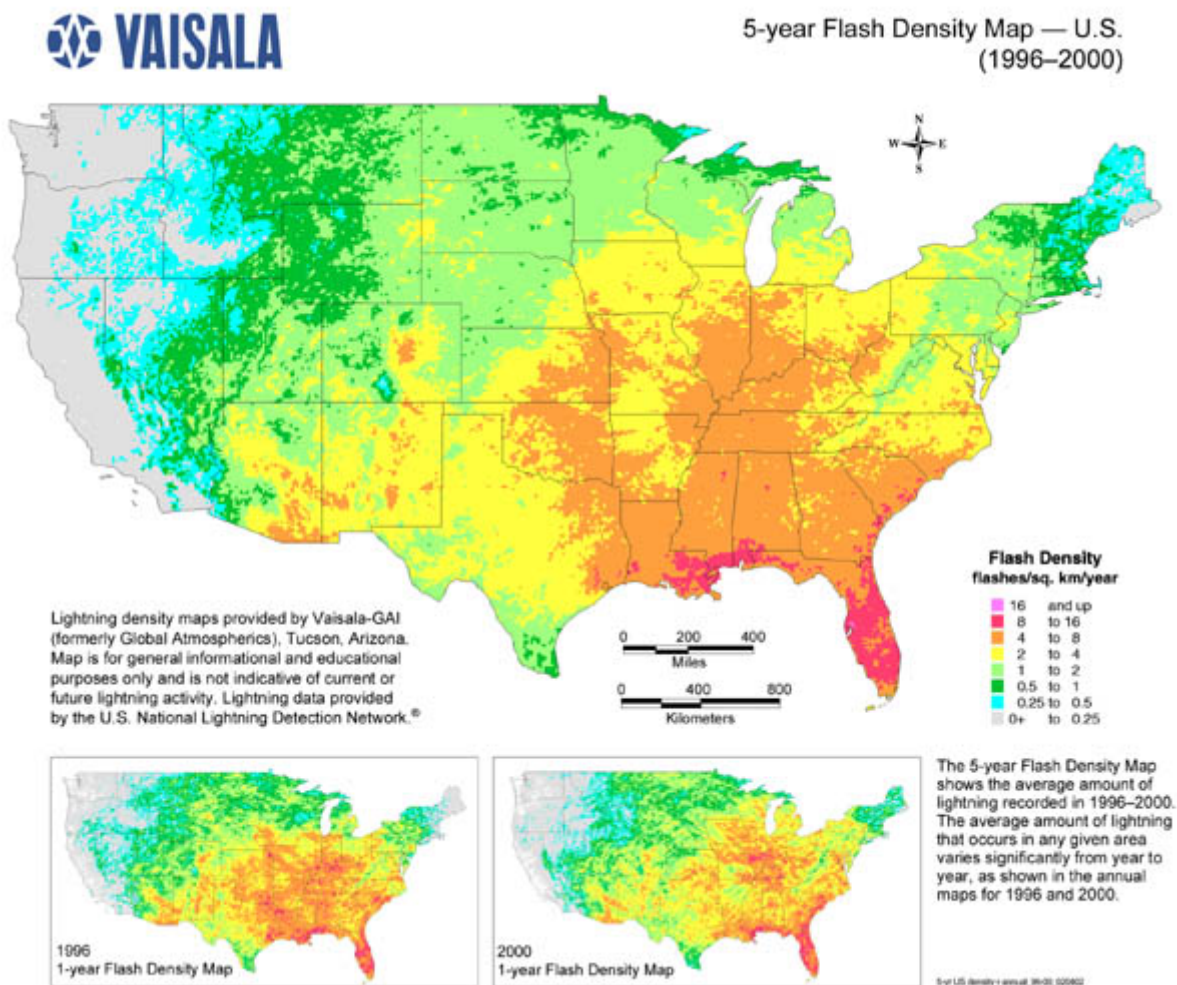 VAISALA
5-year Flash Density Map — U.S.
(1996–2000)
N
W E
S
Flash Density
flashes/sq. km/year
16 and up
8 to 16
4 to 8
2 to 4
1 to 2
0.5 to 1
0.25 to 0.5
0+ to 0.25
Lightning density maps provided by Vaisala-GAI
(formerly Global Atmospherics), Tucson, Arizona.
Map is for general informational and educational
purposes only and is not indicative of current or
future lightning activity. Lightning data provided
by the U.S. National Lightning Detection Network.®
0 200 400
Miles
0 400 800
Kilometers
1996
1-year Flash Density Map
2000
1-year Flash Density Map
The 5-year Flash Density Map
shows the average amount of
lightning recorded in 1996–2000.
The average amount of lightning
that occurs in any given area
varies significantly from year to
year, as shown in the annual
maps for 1996 and 2000.